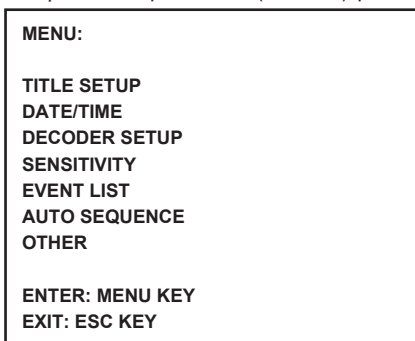 MENU:
TITLE SETUP
DATE/TIME
DECODER SETUP
SENSITIVITY
EVENT LIST
AUTO SEQUENCE
OTHER
ENTER: MENU KEY
EXIT: ESC KEY